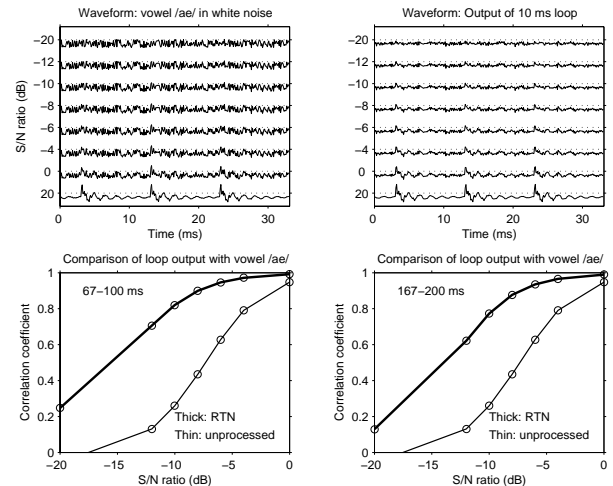 Waveform: vowel /ae/ in white noise
S/N ratio (dB)
−20
−12
−10
−8
−6
−4
0
20
0 10 20 30
Time (ms)
Waveform: Output of 10 ms loop
−20
−12
−10
−8
−6
−4
0
20
0 10 20 30
Time (ms)
Comparison of loop output with vowel /ae/
Correlation coefficient
1
0.8
0.6
0.4
0.2
0
67−100 ms
Thick: RTN
Thin: unprocessed
−20 −15 −10 −5 0
S/N ratio (dB)
Comparison of loop output with vowel /ae/
Correlation coefficient
1
0.8
0.6
0.4
0.2
0
167−200 ms
Thick: RTN
Thin: unprocessed
−20 −15 −10 −5 0
S/N ratio (dB)